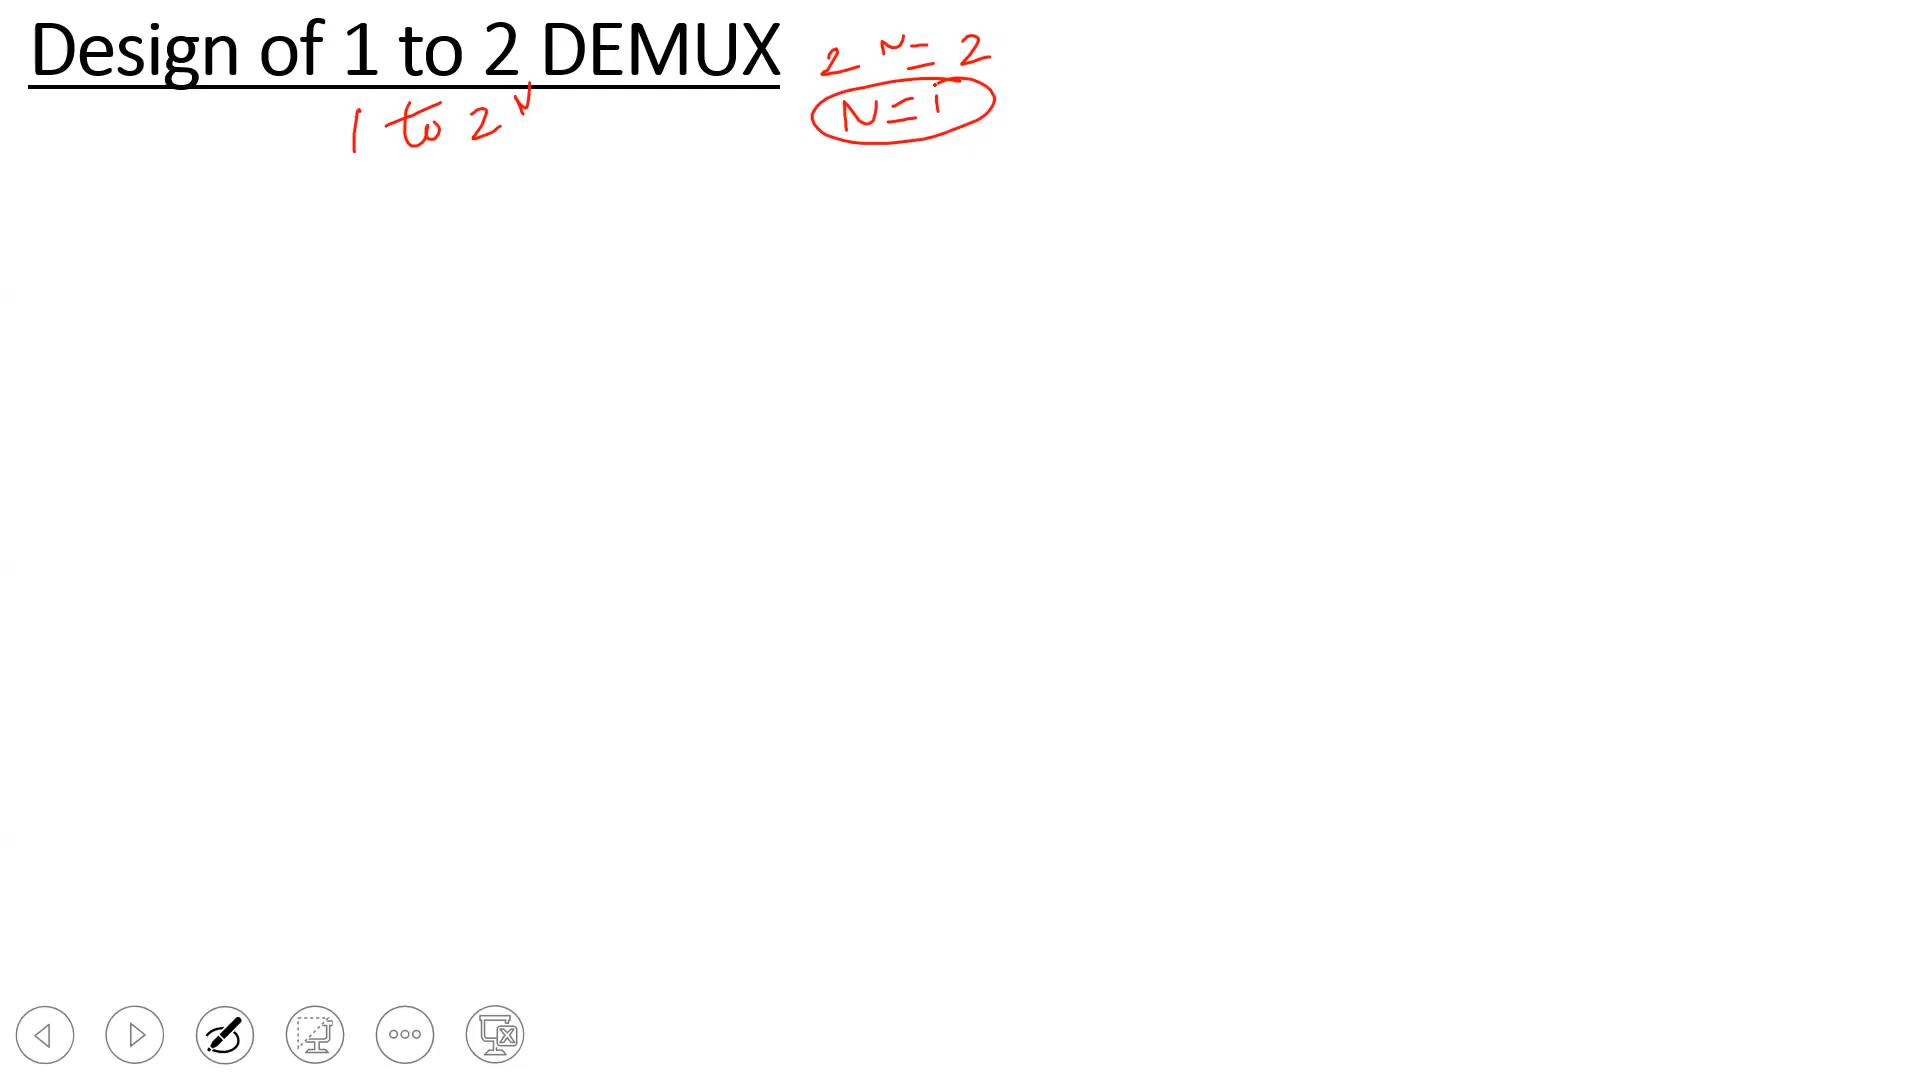 Design of 1 to 2 DEMUX
1 to 2^N
2^N = 2
N = 1